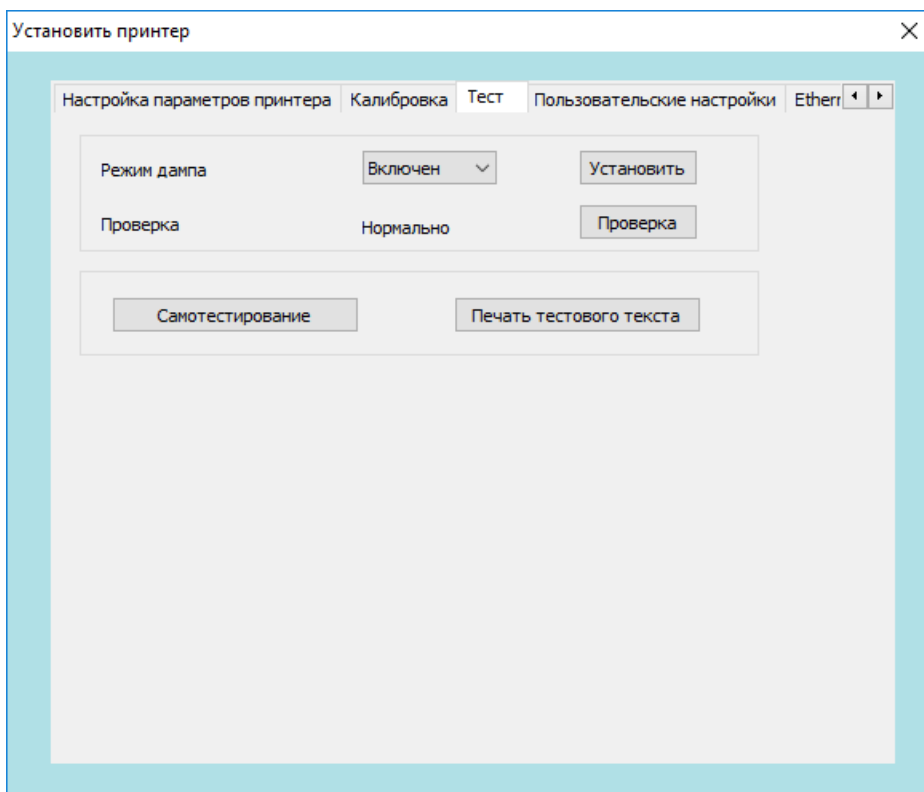 Установить принтер
Настройка параметров принтера Калибровка Тест Пользовательские настройки
Режим дампа Включен Установить
Проверка Нормально Проверка
Самотестирование Печать тестового текста